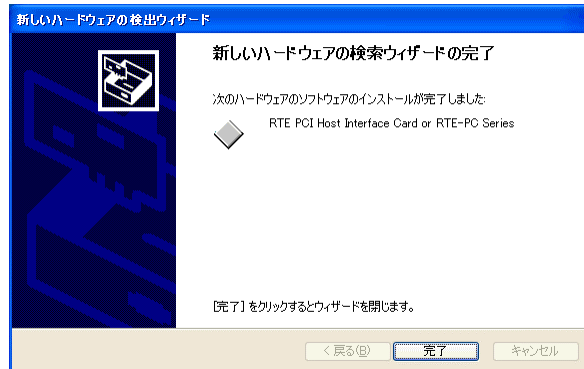 新しいハードウェアの検出ウィザード
新しいハードウェアの検索ウィザードの完了
次のハードウェアのソフトウェアのインストールが完了しました:
RTE PCI Host Interface Card or RTE-PC Series
[完了] をクリックするとウィザードを閉じます。
< 戻る(B)
完了
キャンセル